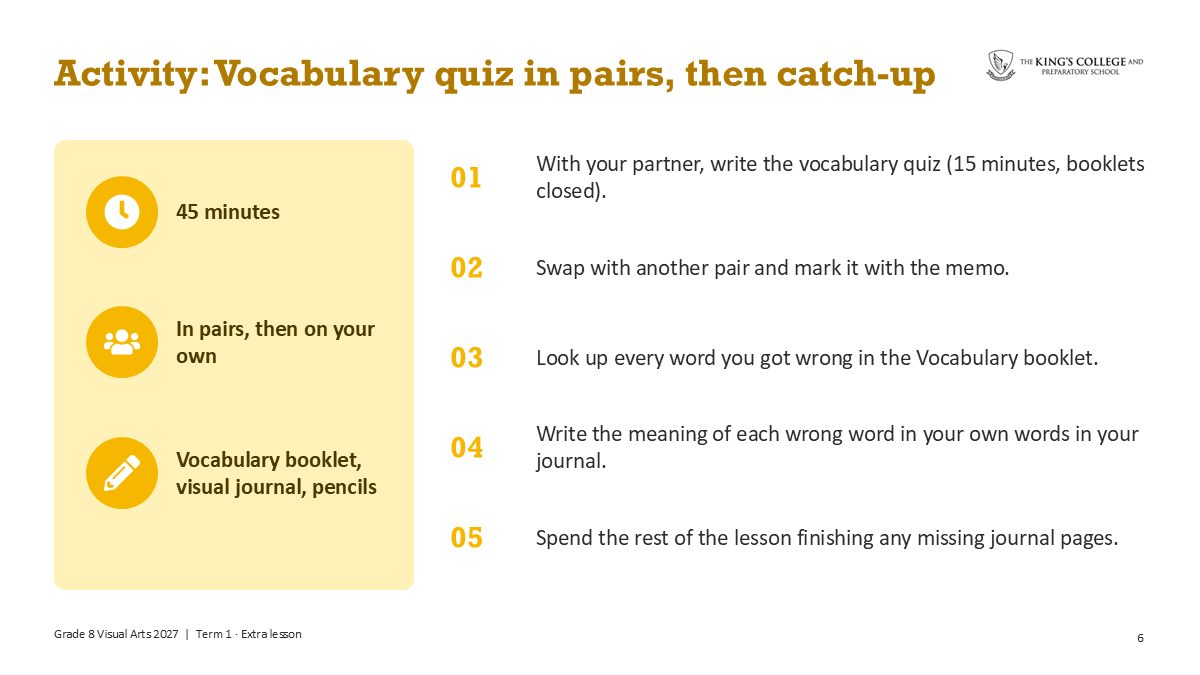 Activity: Vocabulary quiz in pairs, then catch-up
THE KING'S COLLEGE AND
PREPARATORY SCHOOL
45 minutes
In pairs, then on your
own
Vocabulary booklet,
visual journal, pencils
01
With your partner, write the vocabulary quiz (15 minutes, booklets
closed).
02
Swap with another pair and mark it with the memo.
03
Look up every word you got wrong in the Vocabulary booklet.
04
Write the meaning of each wrong word in your own words in your
journal.
05
Spend the rest of the lesson finishing any missing journal pages.
Grade 8 Visual Arts 2027 | Term 1 · Extra lesson
6